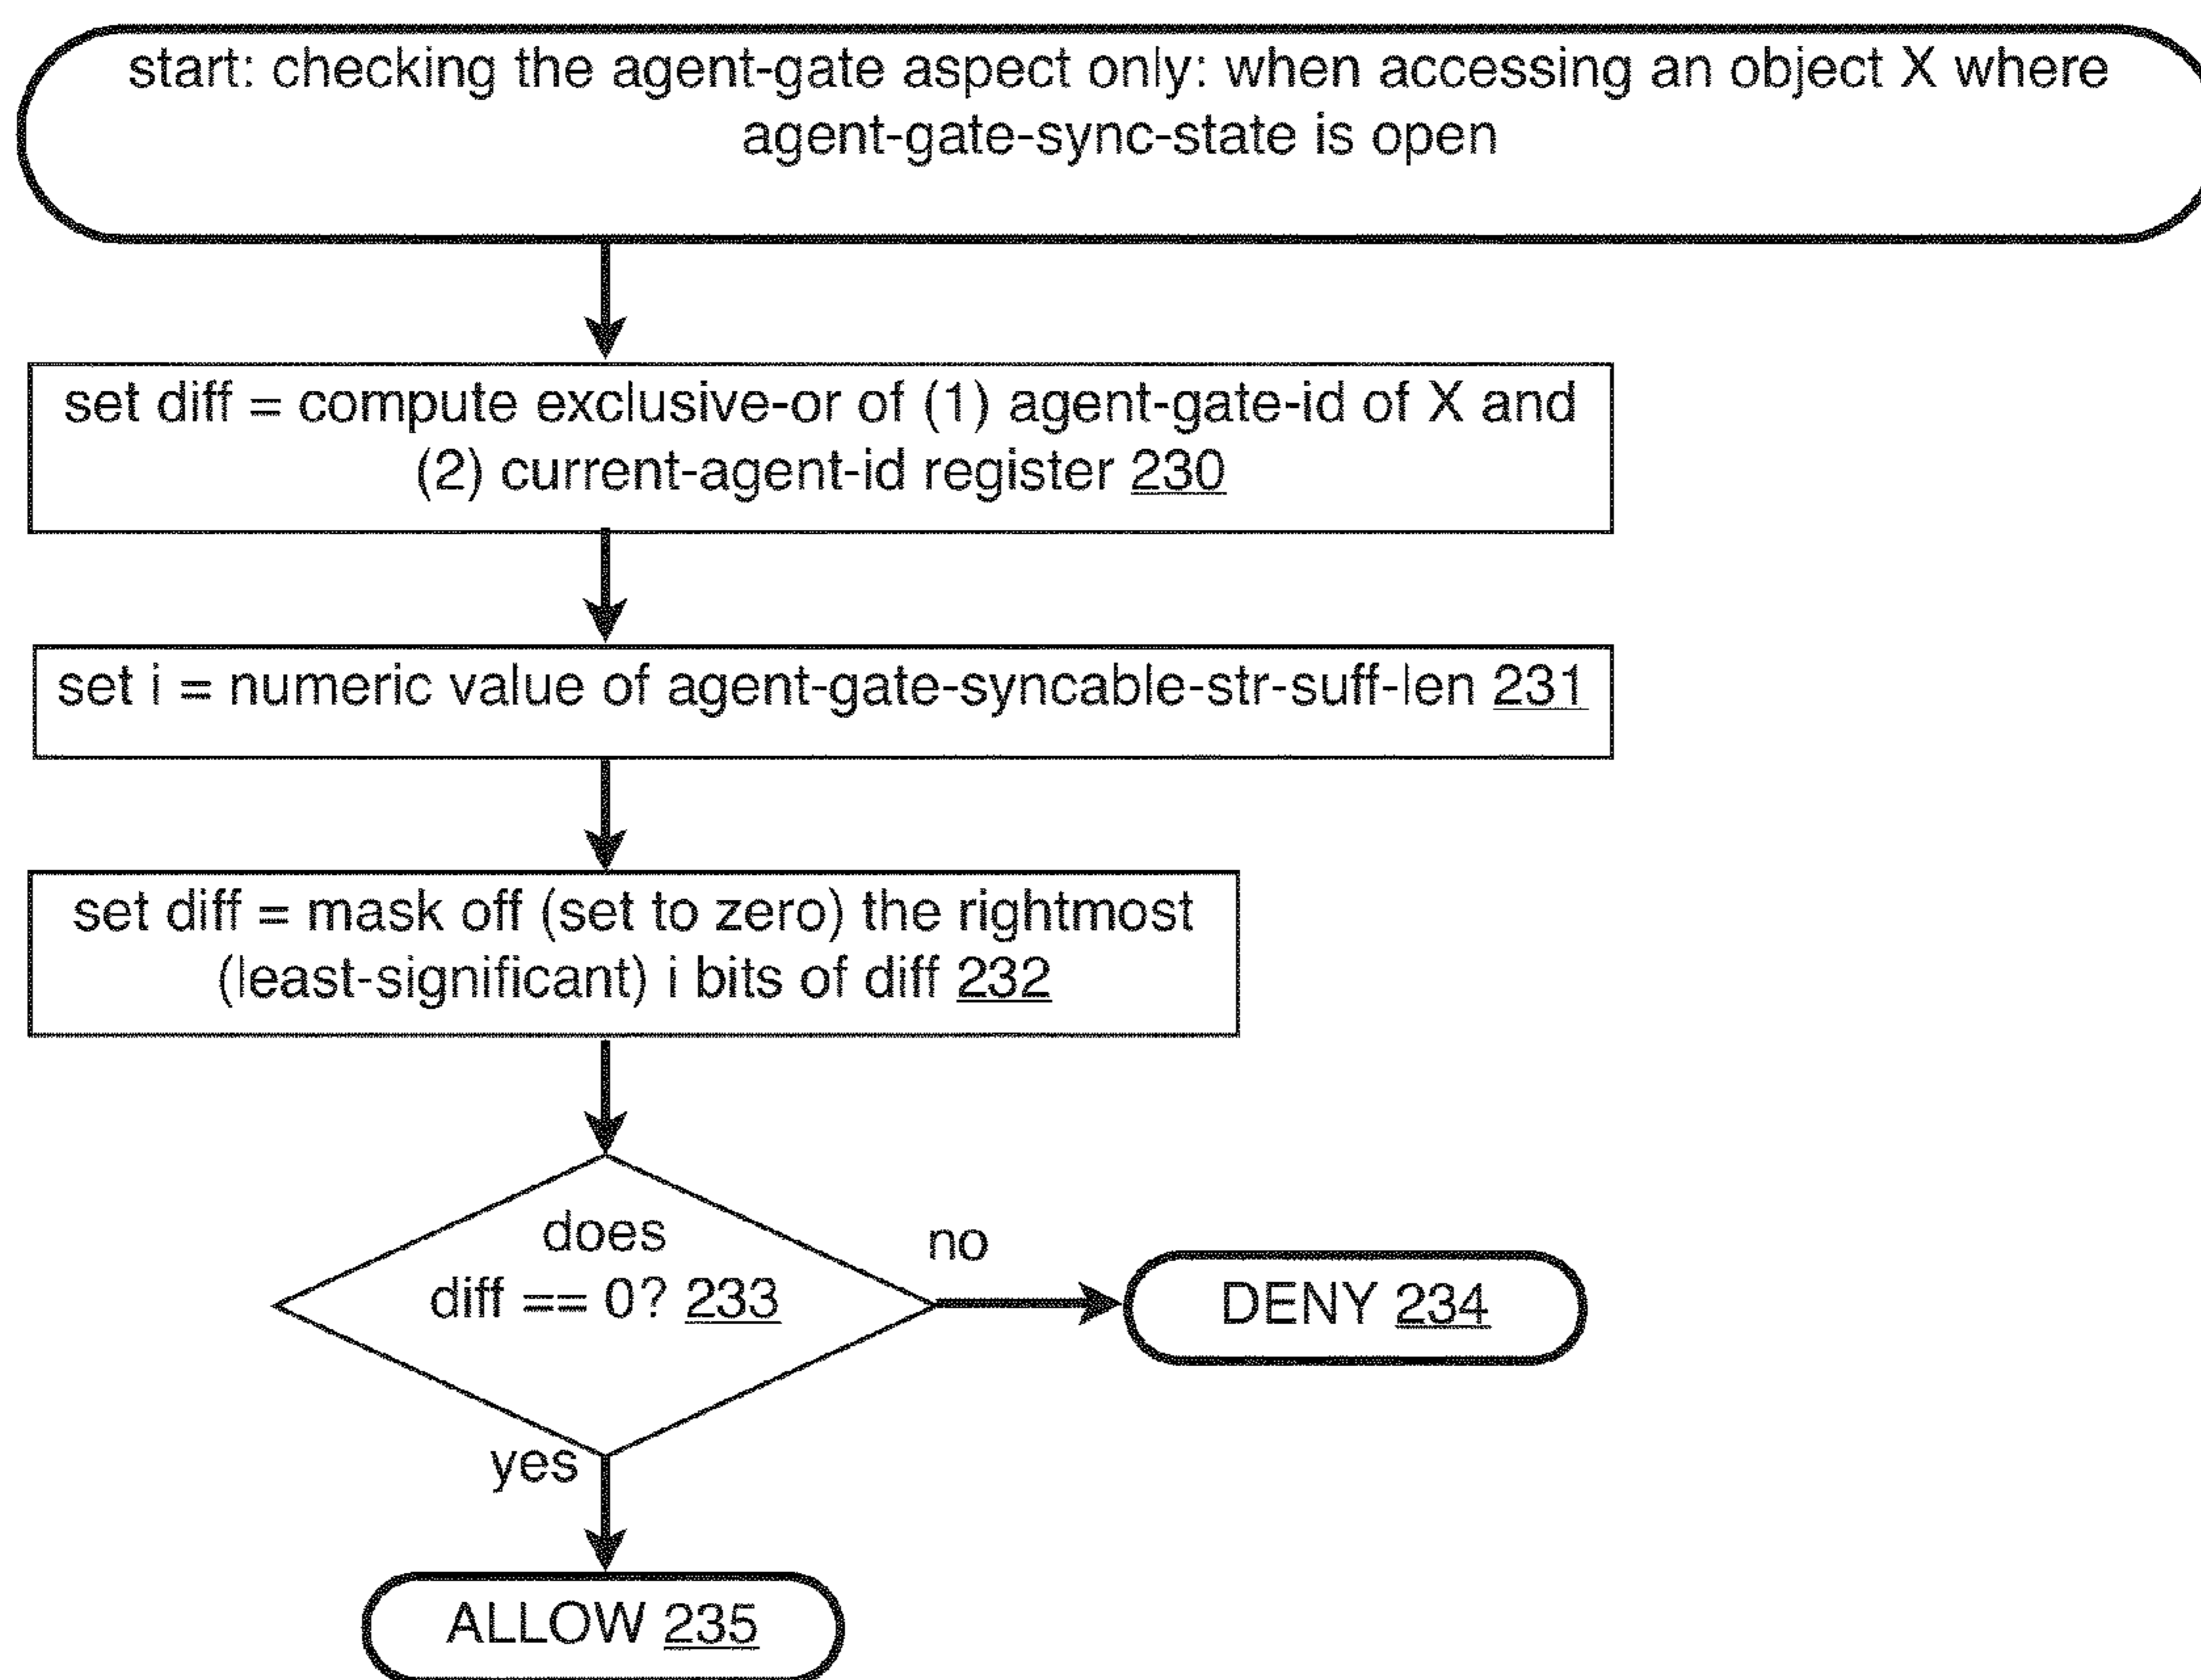 start: checking the agent-gate aspect only: when accessing an object X where
agent-gate-sync-state is open
set diff = compute exclusive-or of (1) agent-gate-id of X and
(2) current-agent-id register 230
set i = numeric value of agent-gate-syncable-str-suff-len 231
set diff = mask off (set to zero) the rightmost
(least-significant) i bits of diff 232
does
diff == 0? 233
no
DENY 234
yes
ALLOW 235